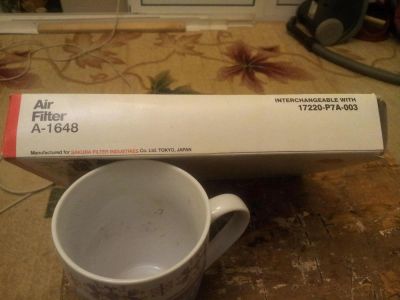 Air
Filter
A-1648
INTERCHANGEABLE WITH
17220-P7A-003
Manufactured for SAKURA FILTER INDUSTRIES Co. Ltd. TOKYO, JAPAN